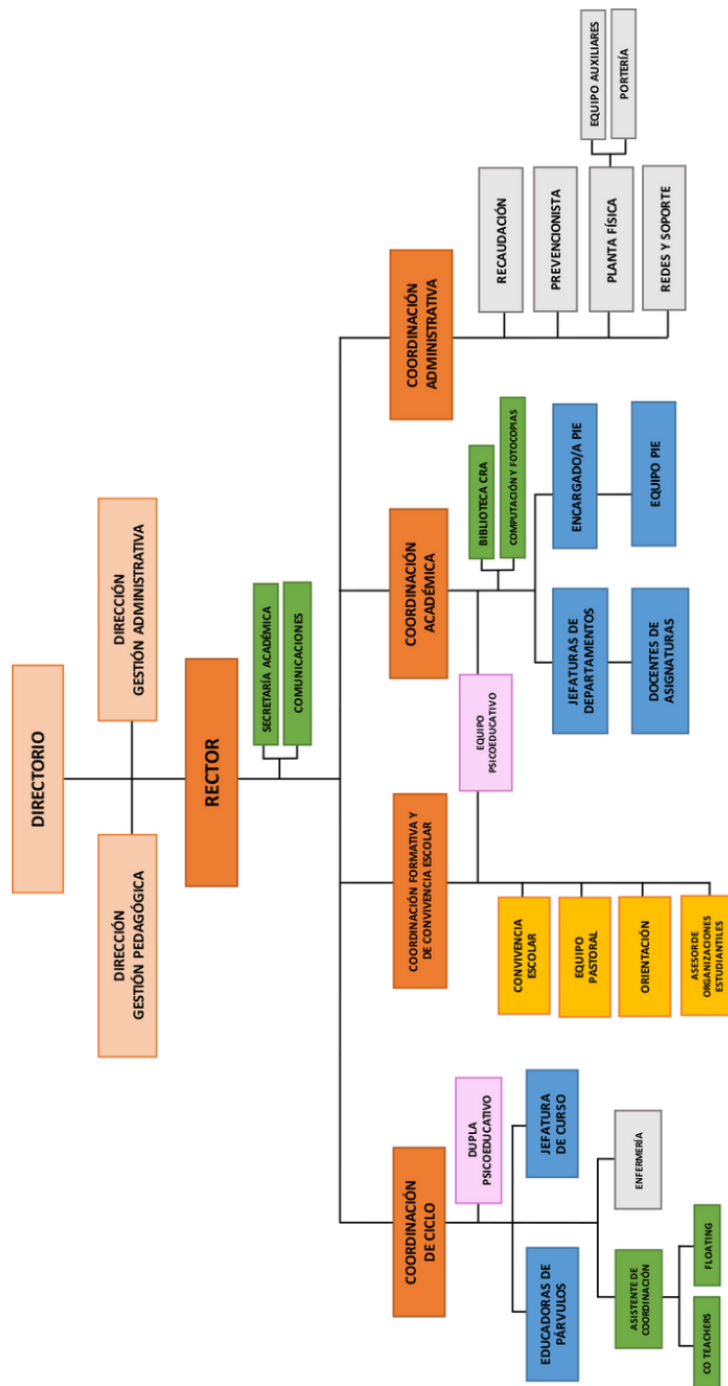 DIRECTORIO
DIRECCIÓN
GESTIÓN PEDAGÓGICA
DIRECCIÓN
GESTIÓN ADMINISTRATIVA
RECTOR
SECRETARÍA ACADÉMICA
COMUNICACIONES
COORDINACIÓN
DE CICLO
COORDINACIÓN FORMATIVA Y
DE CONVIVENCIA ESCOLAR
COORDINACIÓN
ACADÉMICA
COORDINACIÓN
ADMINISTRATIVA
DUPLA
PSICOEDUCATIVO
EDUCADORAS DE
PÁRVULOS
JEFATURA
DE CURSO
ASISTENTE DE
COORDINACIÓN
ENFERMERÍA
CO TEACHERS
FLOATING
EQUIPO
PSICOEDUCATIVO
CONVIVENCIA
ESCOLAR
EQUIPO
PASTORAL
ORIENTACIÓN
ASESORDE
ORGANIZACIONES
ESTUDIANTILES
BIBLIOTECA CRA
COMPUTACIÓN Y FOTOCOPIAS
JEFATURAS DE
DEPARTAMENTOS
ENCARGADO/A PIE
DOCENTES DE
ASIGNATURAS
EQUIPO PIE
RECAUDACIÓN
PREVENCIONISTA
PLANTA FÍSICA
EQUIPO AUXILIARES
PORTERÍA
REDES Y SOPORTE